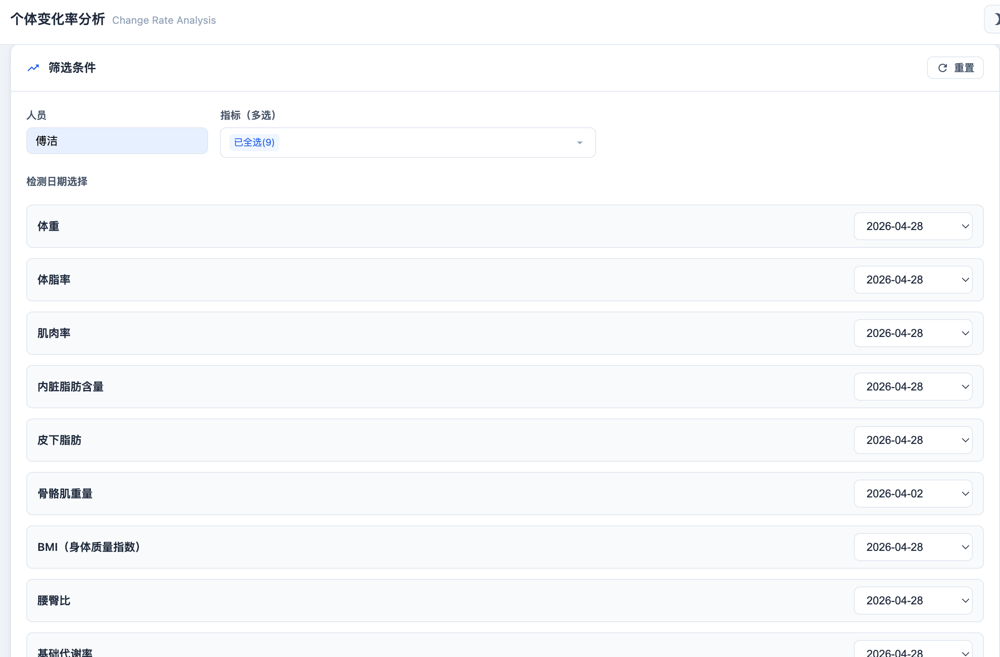 个体变化率分析 Change Rate Analysis
筛选条件
重置
人员
指标（多选）
傅洁
已全选(9)
检测日期选择
体重
2026-04-28
体脂率
2026-04-28
肌肉率
2026-04-28
内脏脂肪含量
2026-04-28
皮下脂肪
2026-04-28
骨骼肌重量
2026-04-02
BMI（身体质量指数）
2026-04-28
腰臀比
2026-04-28
基础代谢率
2026-04-28